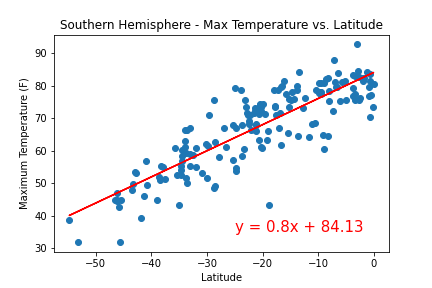 Southern Hemisphere - Max Temperature vs. Latitude
Maximum Temperature (F)
90
80
70
60
50
40
30
y = 0.8x + 84.13
−50 −40 −30 −20 −10 0
Latitude